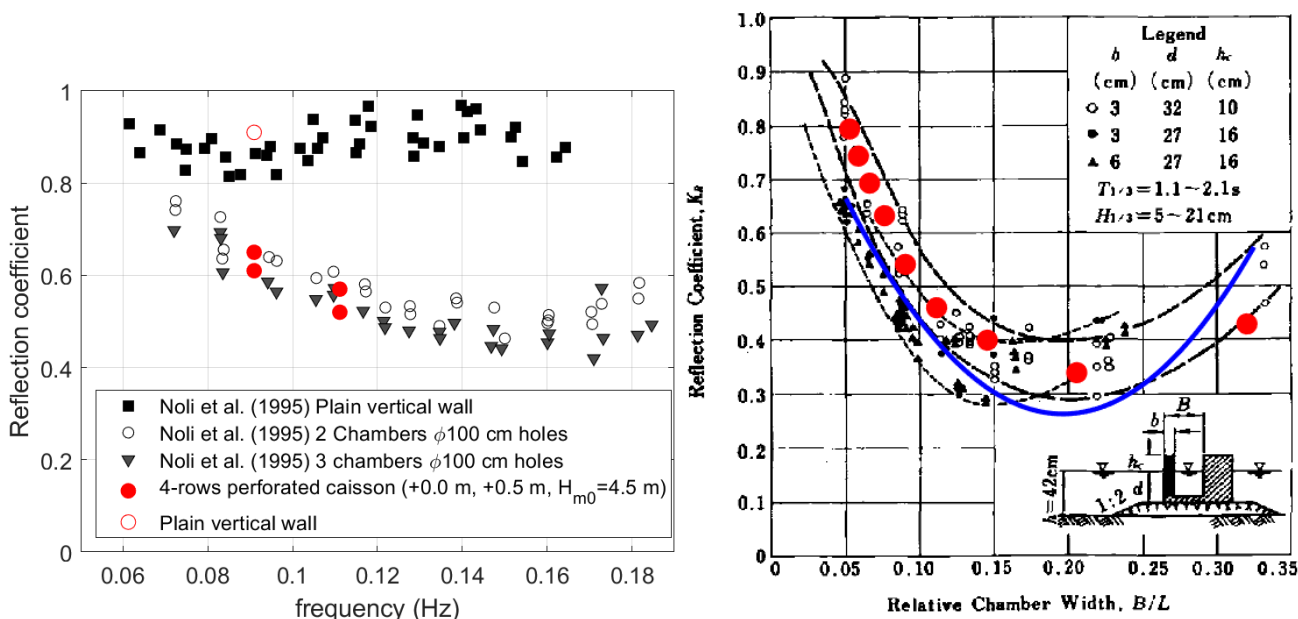 Reflection coefficient
1
0.8
0.6
0.4
0.2
0
0.06
0.08
0.1
0.12
0.14
0.16
0.18
frequency (Hz)
Noli et al. (1995) Plain vertical wall
Noli et al. (1995) 2 Chambers ϕ100 cm holes
Noli et al. (1995) 3 chambers ϕ100 cm holes
4-rows perforated caisson (+0.0 m, +0.5 m, Hm0=4.5 m)
Plain vertical wall
Reflection Coefficient, KR
1.0
0.9
0.8
0.7
0.6
0.5
0.4
0.3
0.2
0.1
0
0
0.05
0.10
0.15
0.20
0.25
0.30
0.35
Relative Chamber Width, B/L
Legend
b d hc
(cm) (cm) (cm)
3 32 10
3 27 16
6 27 16
T1/3=1.1~2.1s
H1/3=5~21cm
B
b
hc
d
h=42cm
1:2